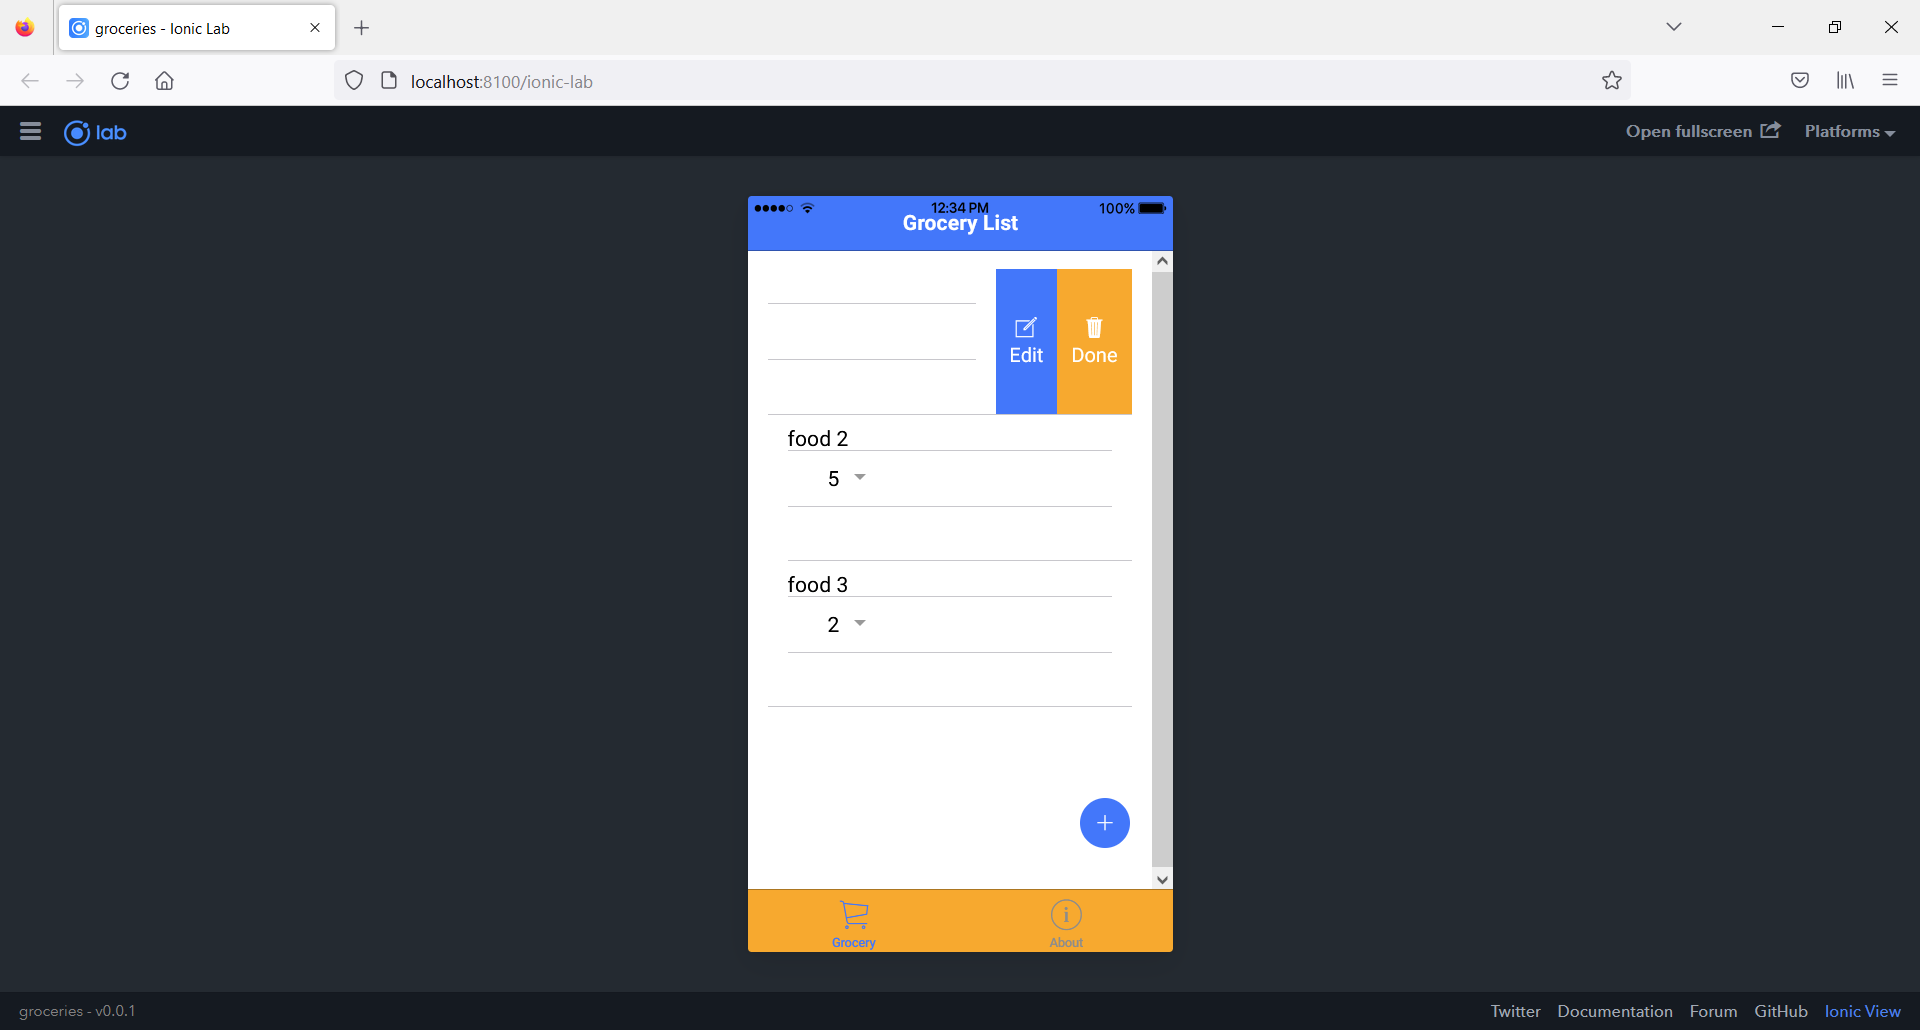 groceries - Ionic Lab
localhost:8100/ionic-lab
lab
Open fullscreen
Platforms
12:34 PM
100%
Grocery List
Edit
Done
food 2
5
food 3
2
Grocery
About
groceries - v0.0.1
Twitter
Documentation
Forum
GitHub
Ionic View